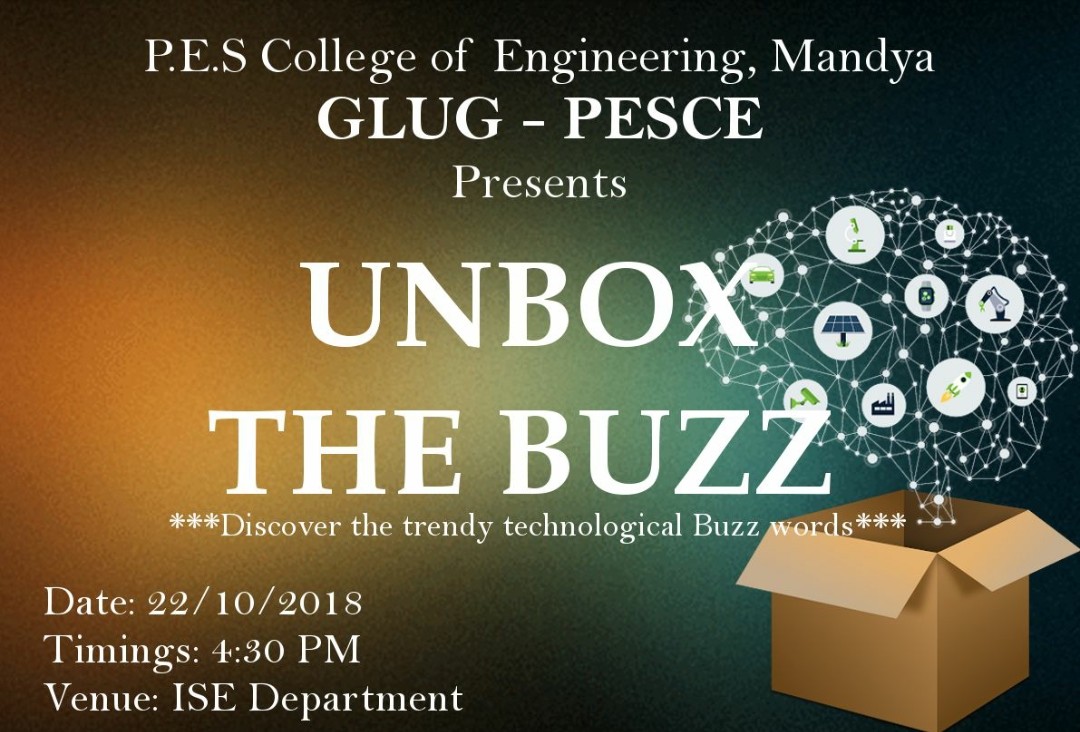 P.E.S College of Engineering, Mandya
GLUG - PESCE
Presents
UNBOX
THE BUZZ
***Discover the trendy technological Buzz words***
Date: 22/10/2018
Timings: 4:30 PM
Venue: ISE Department